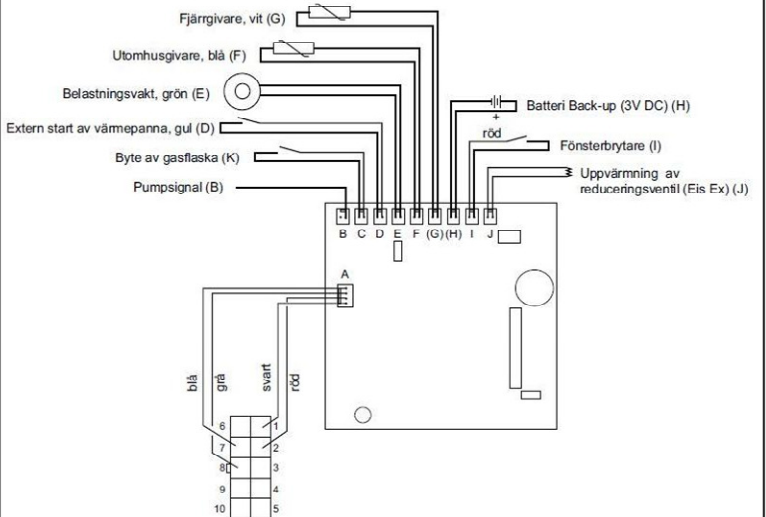 Fjärrgivare, vit (G)
Utomhusgivare, blå (F)
Belastningsvakt, grön (E)
Extern start av värmepanna, gul (D)
Byte av gasflaska (K)
Pumpsignal (B)
Batteri Back-up (3V DC) (H)
+
röd
Fönsterbrytare (I)
Uppvärmning av
reduceringsventil (Eis Ex) (J)
B C D E F (G) (H) I J
A
blå
grå
svart
röd
6 1
7 2
8 3
9 4
10 5